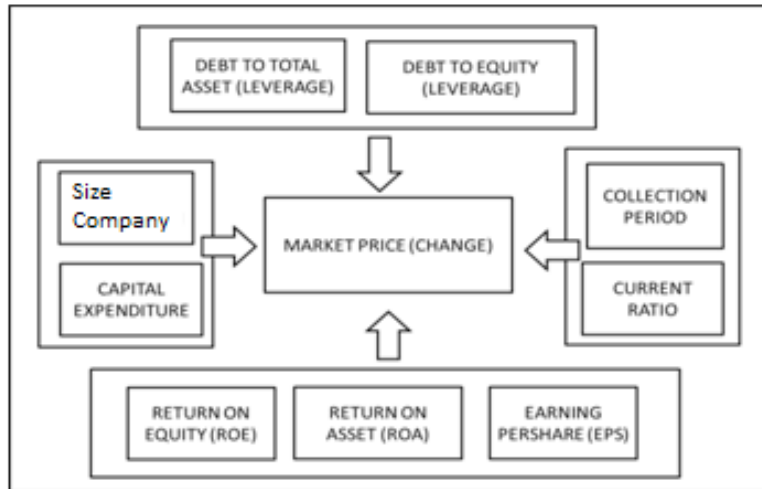 DEBT TO TOTAL
ASSET (LEVERAGE)
DEBT TO EQUITY
(LEVERAGE)
Size
Company
CAPITAL
EXPENDITURE
MARKET PRICE (CHANGE)
COLLECTION
PERIOD
CURRENT
RATIO
RETURN ON
EQUITY (ROE)
RETURN ON
ASSET (ROA)
EARNING
PERSHARE (EPS)